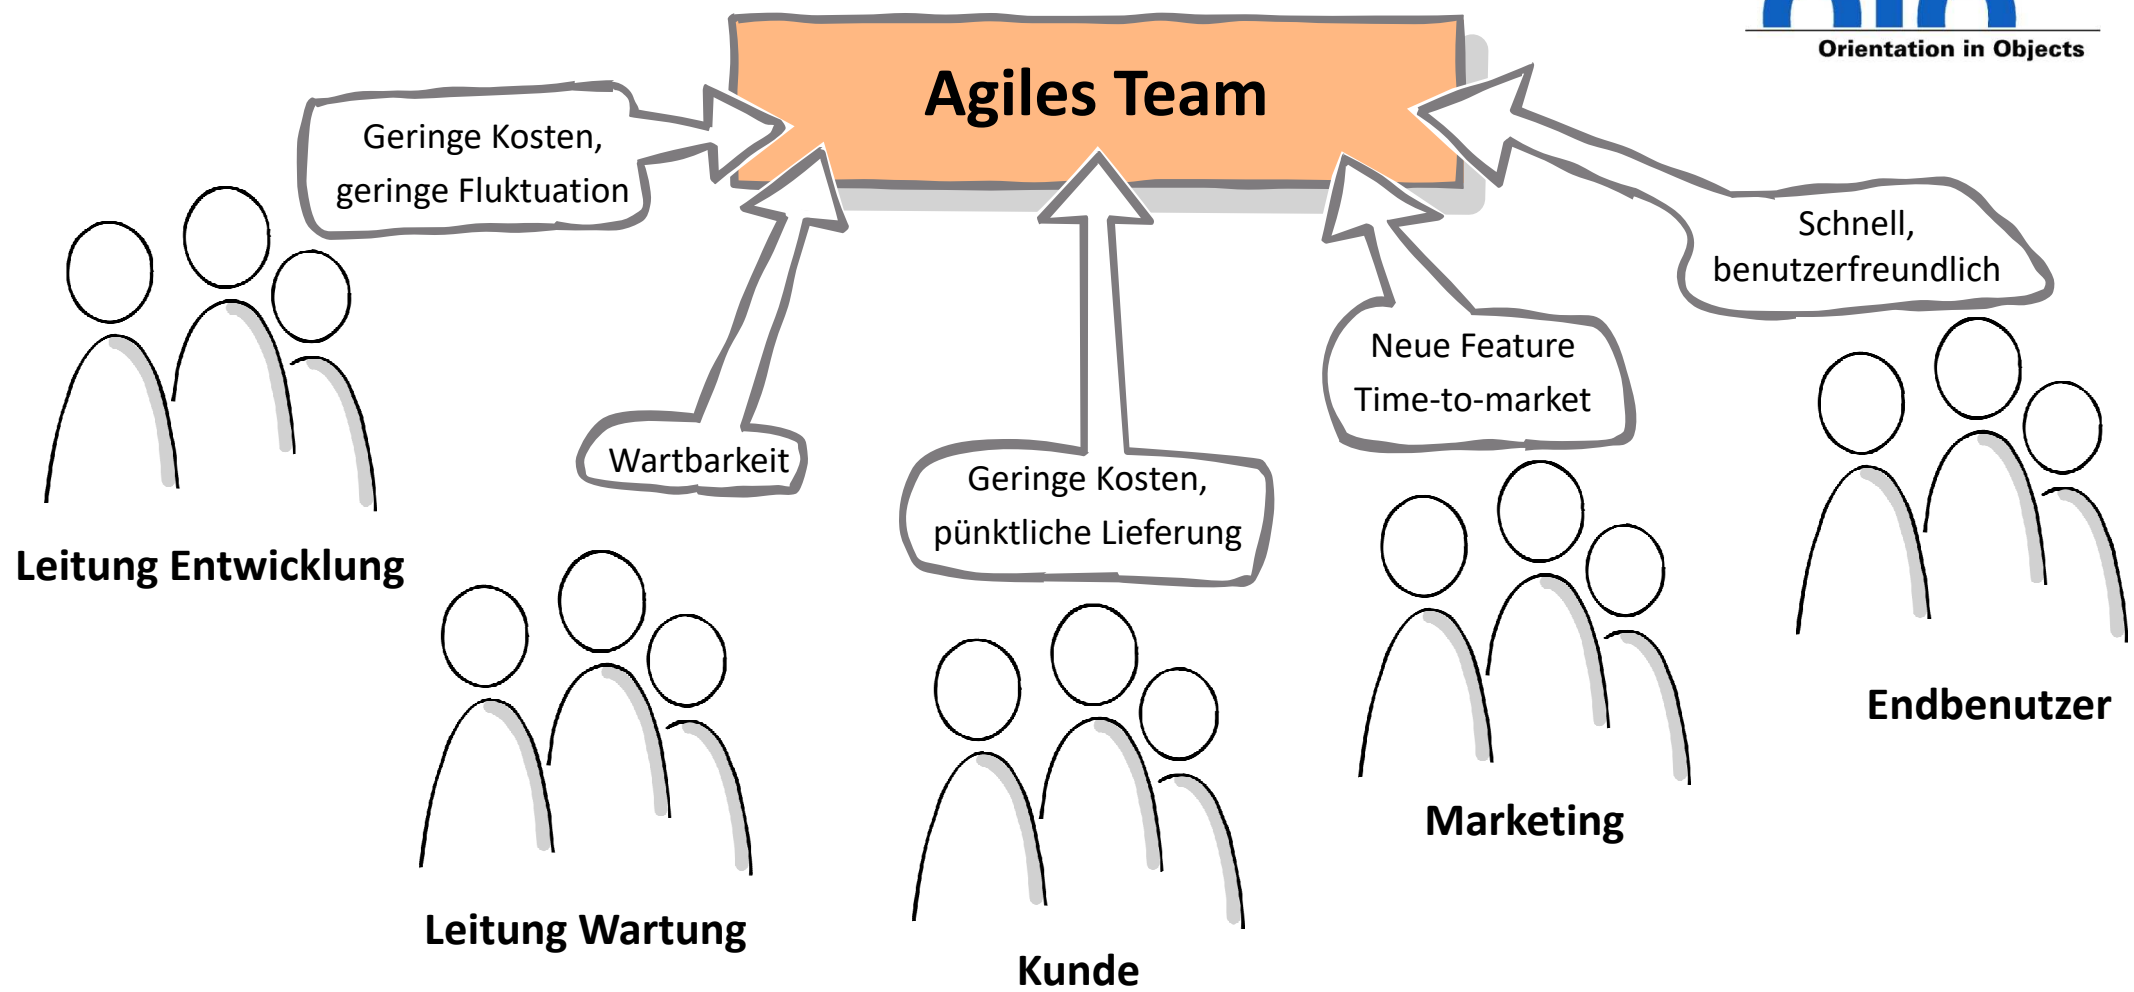 Orientation in Objects
Agiles Team
Geringe Kosten,
geringe Fluktuation
Schnell,
benutzerfreundlich
Neue Feature
Time-to-market
Wartbarkeit
Geringe Kosten,
pünktliche Lieferung
Leitung Entwicklung
Endbenutzer
Marketing
Leitung Wartung
Kunde